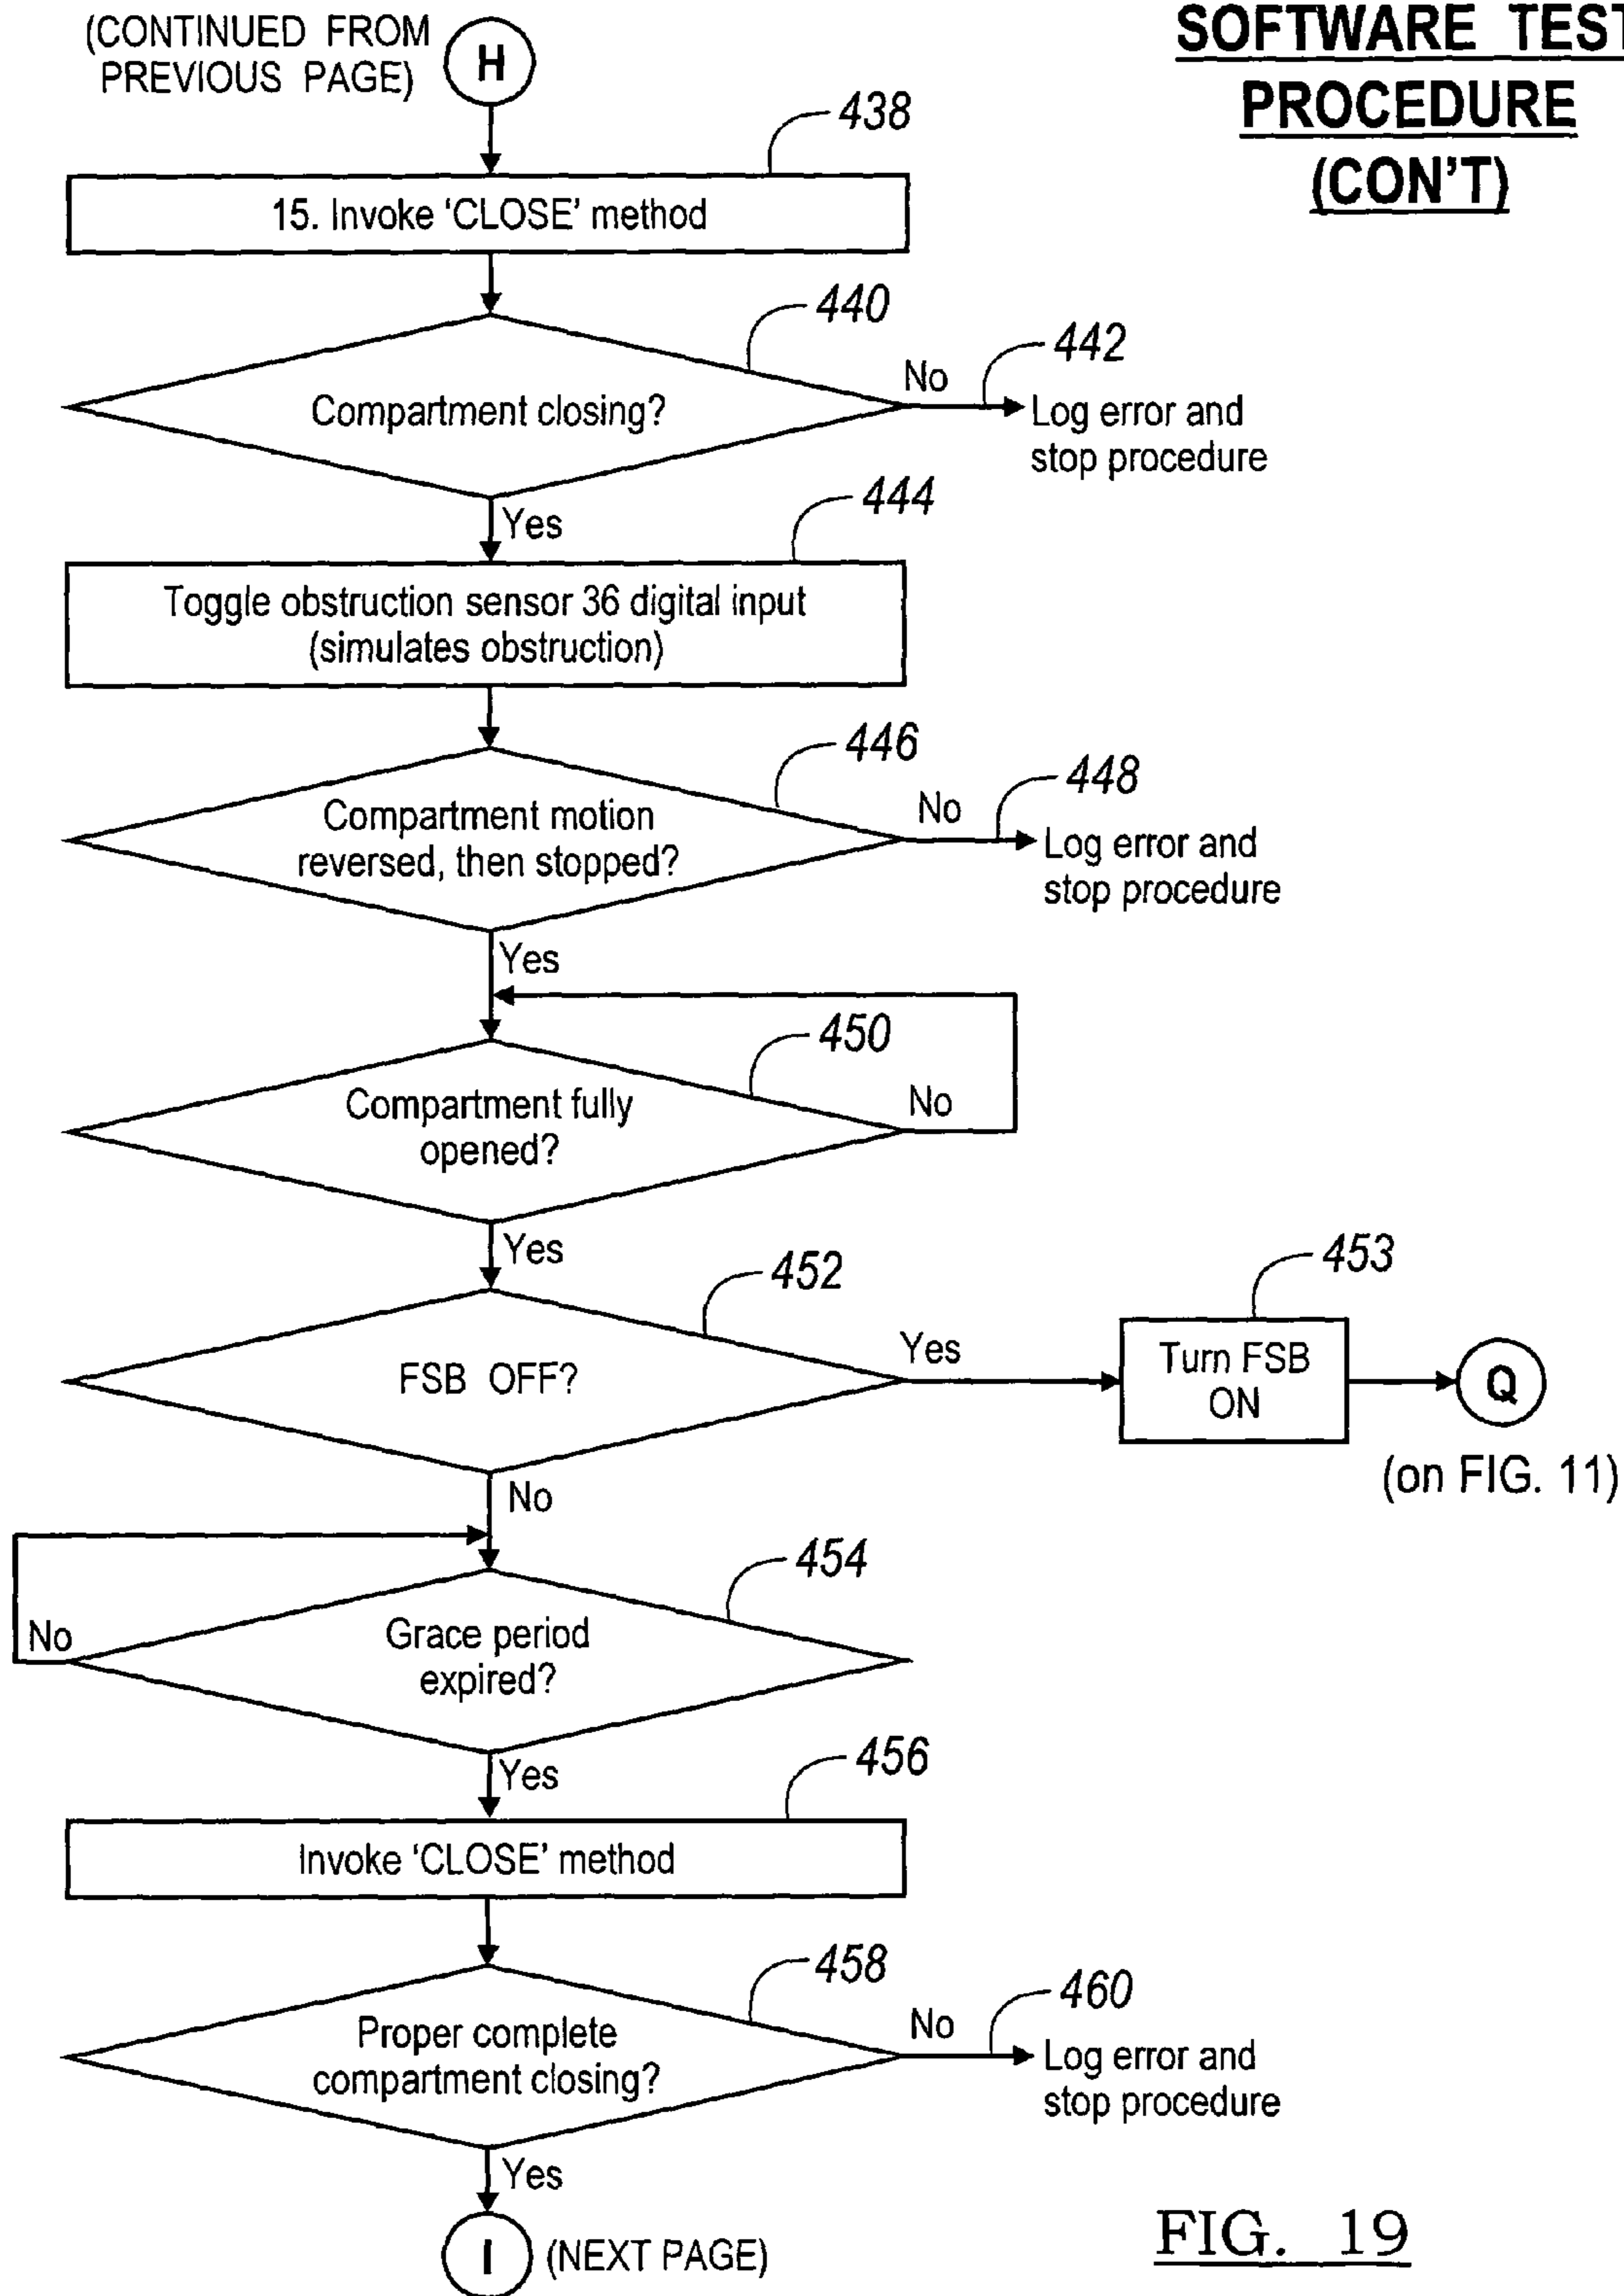 (CONTINUED FROM
PREVIOUS PAGE)
H
SOFTWARE TEST
PROCEDURE
(CON'T)
438
15. Invoke ‘CLOSE’ method
440
Compartment closing?
No
442
Log error and
stop procedure
Yes
444
Toggle obstruction sensor 36 digital input
(simulates obstruction)
446
Compartment motion
reversed, then stopped?
No
448
Log error and
stop procedure
Yes
450
Compartment fully
opened?
No
Yes
452
FSB OFF?
Yes
453
Turn FSB
ON
Q
(on FIG. 11)
No
454
Grace period
expired?
No
Yes
456
Invoke ‘CLOSE’ method
458
Proper complete
compartment closing?
No
460
Log error and
stop procedure
Yes
I
(NEXT PAGE)
FIG. 19